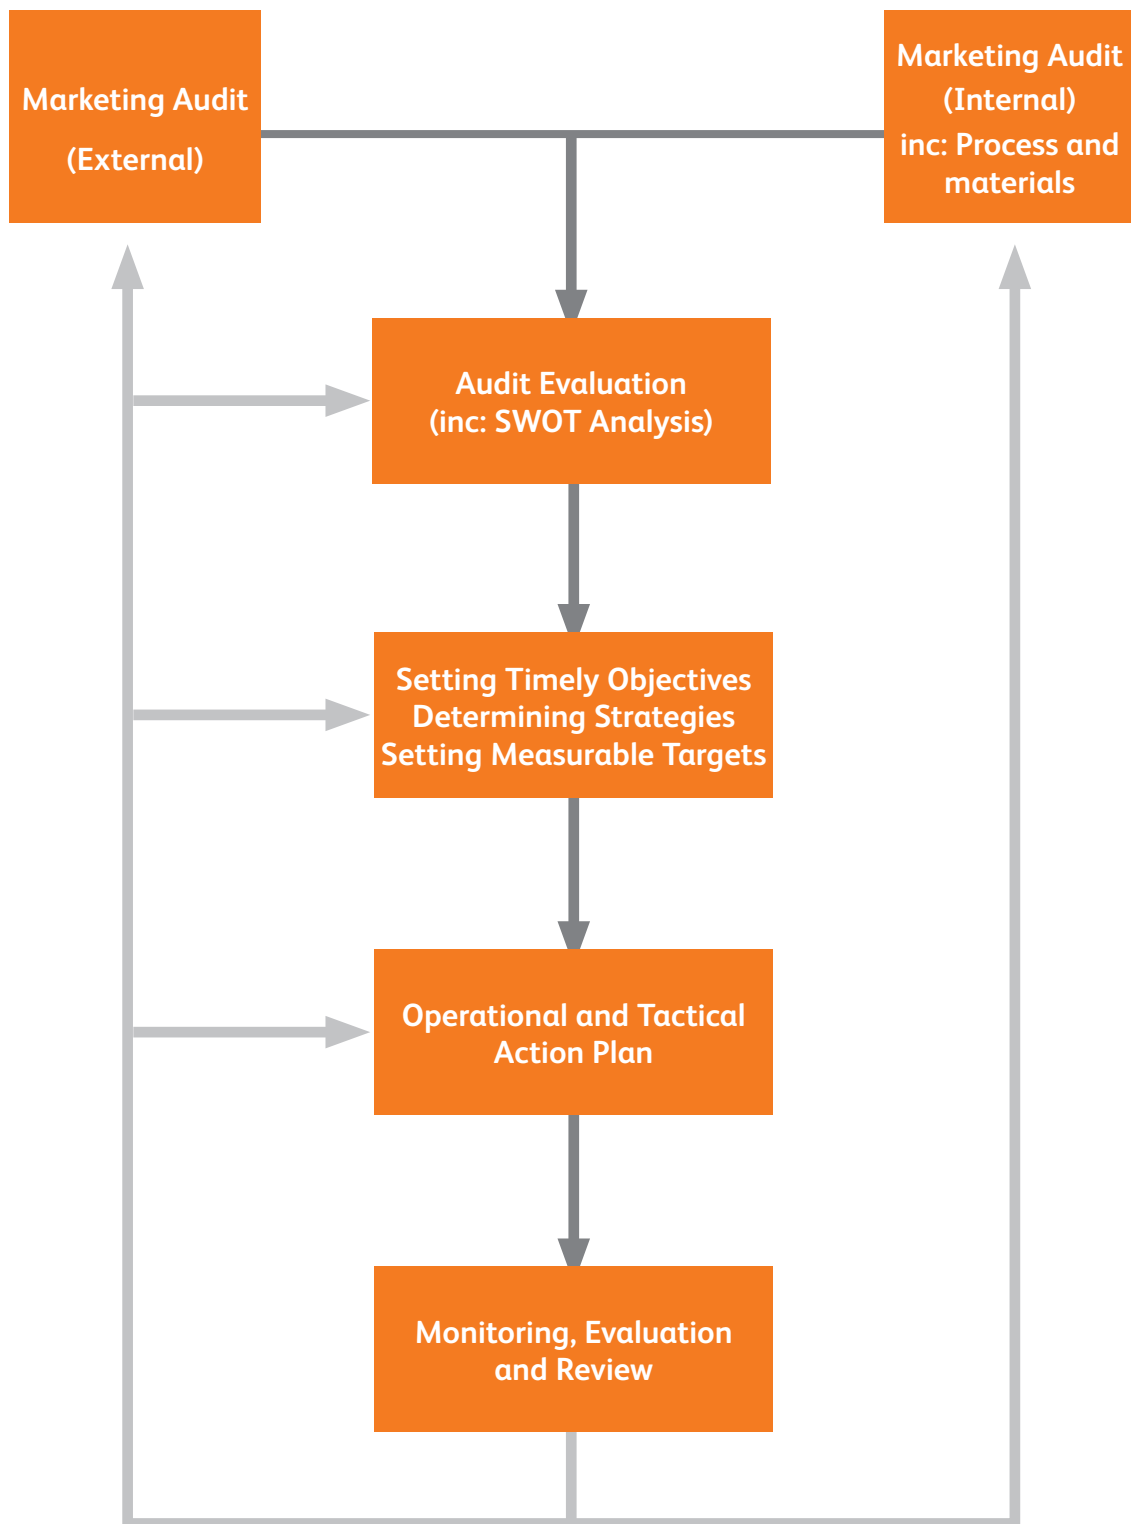 Marketing Audit
(External)
Marketing Audit
(Internal)
inc: Process and
materials
Audit Evaluation
(inc: SWOT Analysis)
Setting Timely Objectives
Determining Strategies
Setting Measurable Targets
Operational and Tactical
Action Plan
Monitoring, Evaluation
and Review